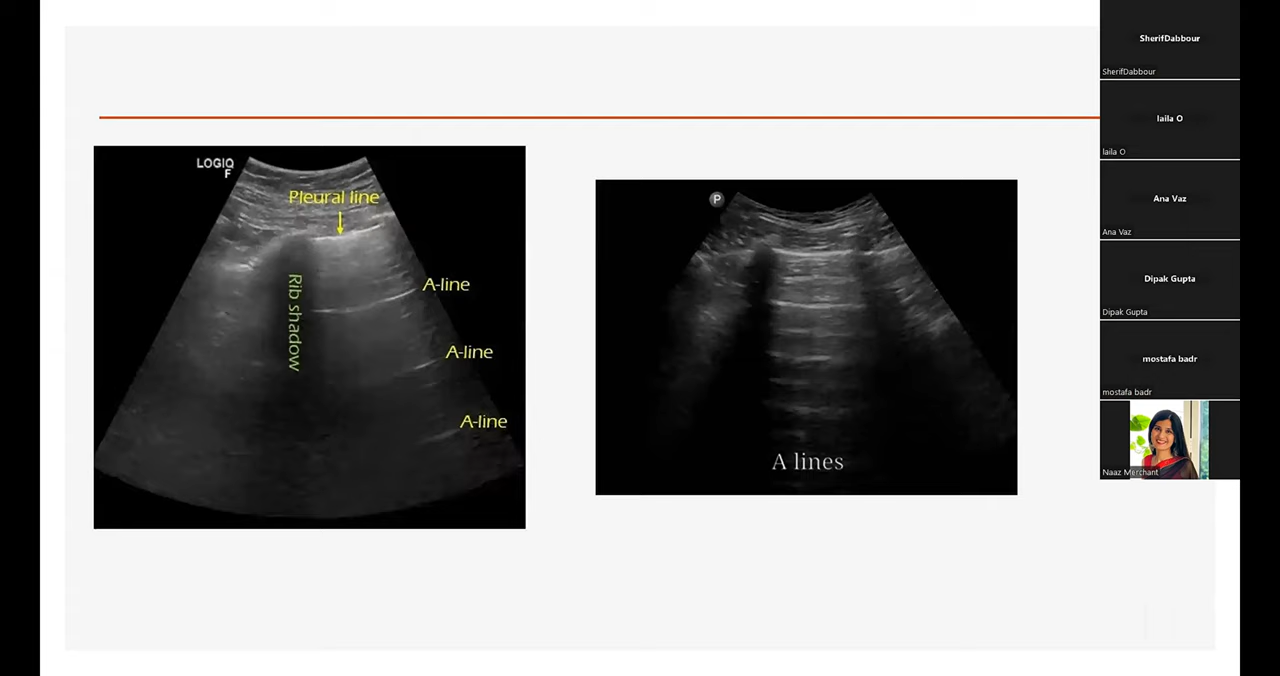 LOGIQ
F
Pleural line
Rib shadow
A-line
A-line
A-line
P
A lines
SherifDabbour
SherifDabbour
laila O
laila O
Ana Vaz
Ana Vaz
Dipak Gupta
Dipak Gupta
mostafa badr
mostafa badr
Naaz Merchant